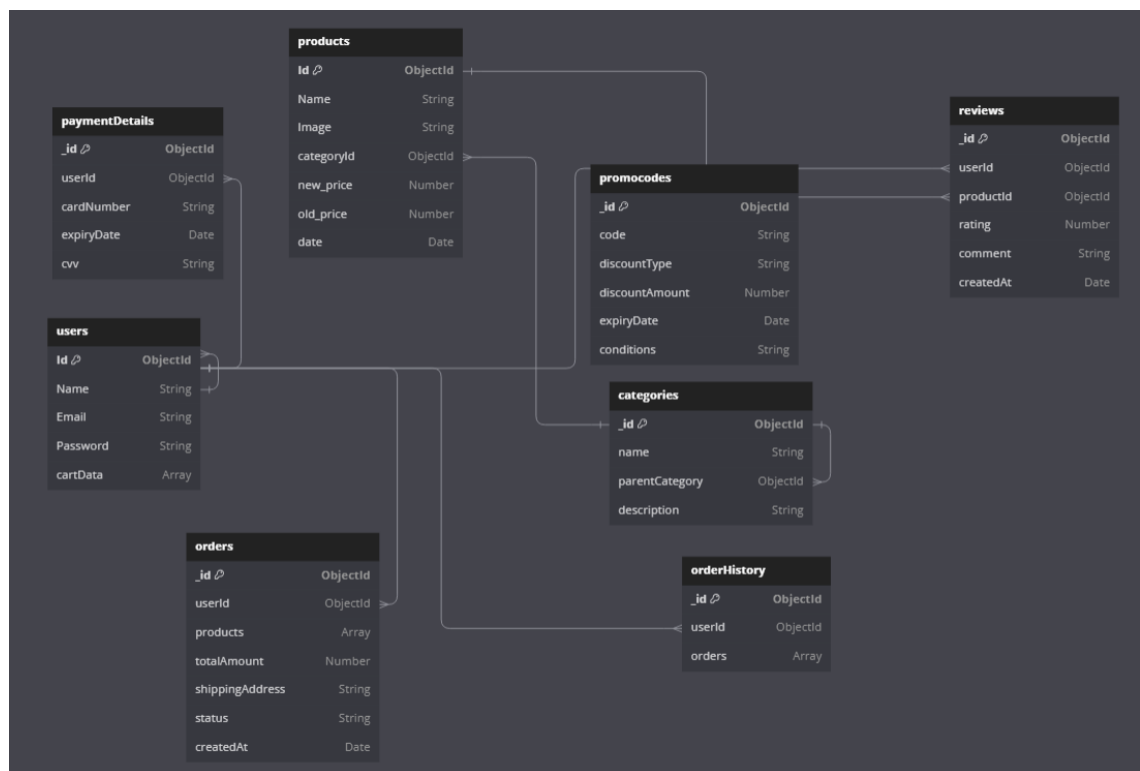 products
Id ObjectId
Name String
Image String
categoryId ObjectId
new_price Number
old_price Number
date Date
paymentDetails
_id ObjectId
userId ObjectId
cardNumber String
expiryDate Date
cvv String
reviews
_id ObjectId
userId ObjectId
productId ObjectId
rating Number
comment String
createdAt Date
promocodes
_id ObjectId
code String
discountType String
discountAmount Number
expiryDate Date
conditions String
users
Id ObjectId
Name String
Email String
Password String
cartData Array
categories
_id ObjectId
name String
parentCategory ObjectId
description String
orders
_id ObjectId
userId ObjectId
products Array
totalAmount Number
shippingAddress String
status String
createdAt Date
orderHistory
_id ObjectId
userId ObjectId
orders Array